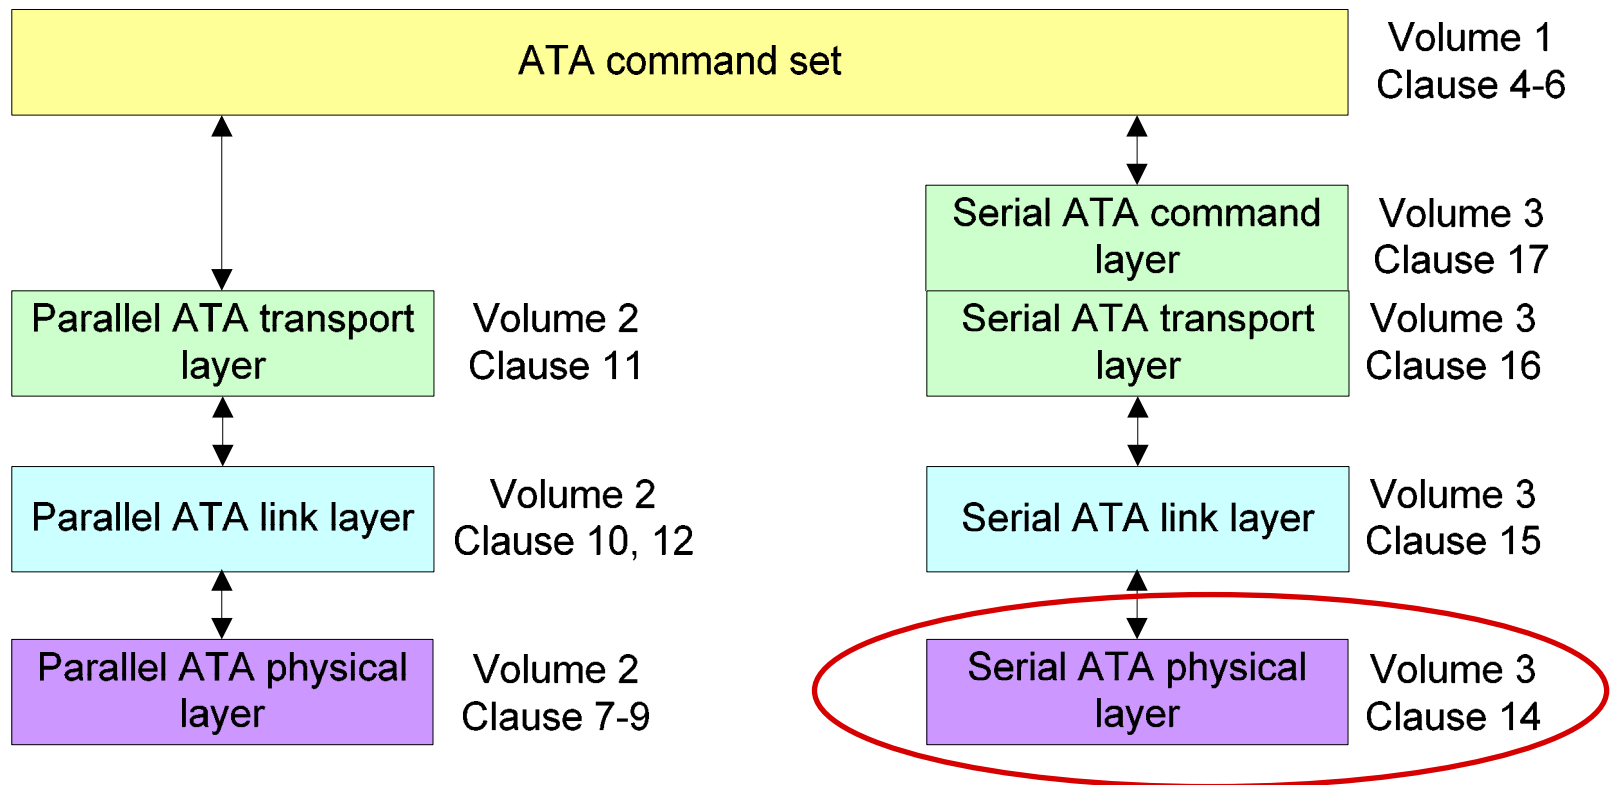 ATA command set
Volume 1
Clause 4-6
Serial ATA command
layer
Volume 3
Clause 17
Parallel ATA transport
layer
Volume 2
Clause 11
Serial ATA transport
layer
Volume 3
Clause 16
Parallel ATA link layer
Volume 2
Clause 10, 12
Serial ATA link layer
Volume 3
Clause 15
Parallel ATA physical
layer
Volume 2
Clause 7-9
Serial ATA physical
layer
Volume 3
Clause 14